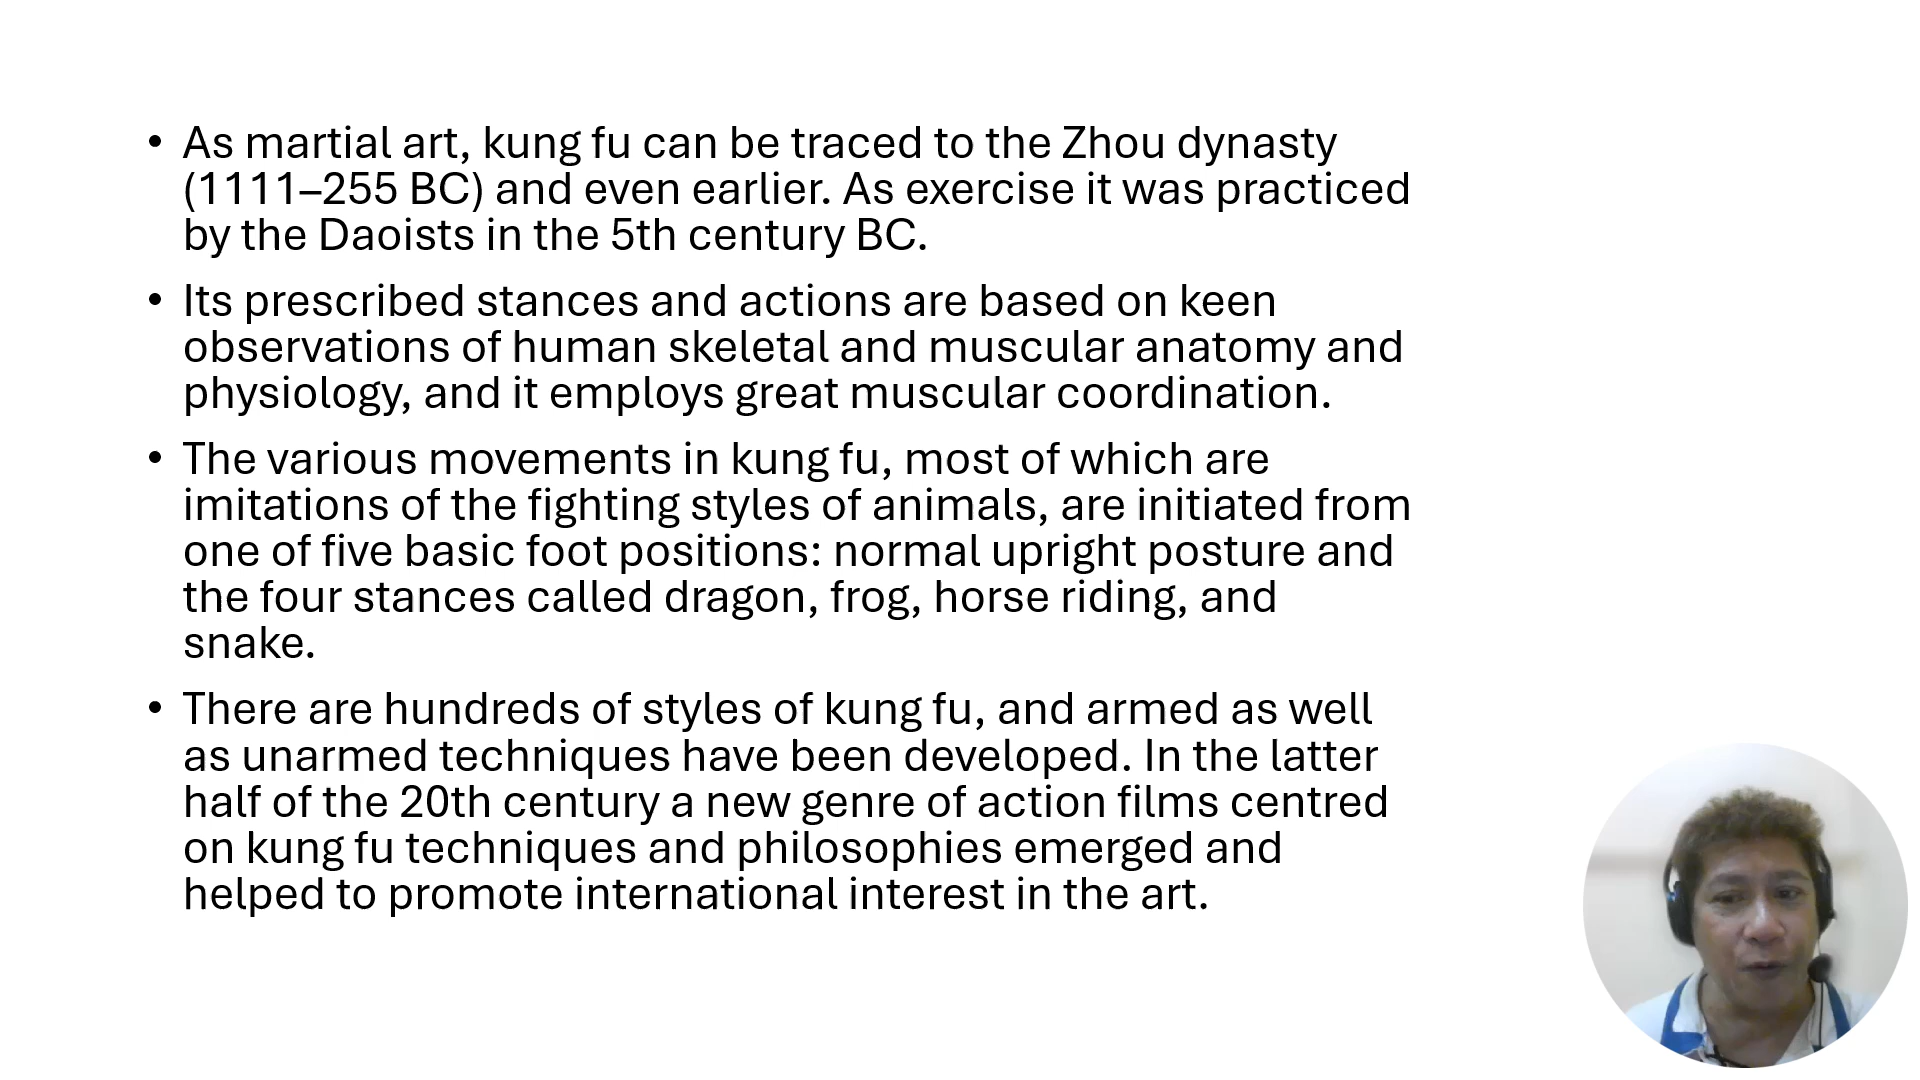 • As martial art, kung fu can be traced to the Zhou dynasty
(1111–255 BC) and even earlier. As exercise it was practiced
by the Daoists in the 5th century BC.
• Its prescribed stances and actions are based on keen
observations of human skeletal and muscular anatomy and
physiology, and it employs great muscular coordination.
• The various movements in kung fu, most of which are
imitations of the fighting styles of animals, are initiated from
one of five basic foot positions: normal upright posture and
the four stances called dragon, frog, horse riding, and
snake.
• There are hundreds of styles of kung fu, and armed as well
as unarmed techniques have been developed. In the latter
half of the 20th century a new genre of action films centred
on kung fu techniques and philosophies emerged and
helped to promote international interest in the art.